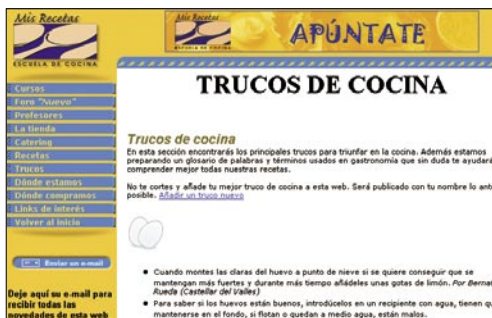 Mis Recetas
ESCUELA DE COCINA
Mis Recetas
ESCUELA DE COCINA
APÚNTATE
Cursos
Foro "Nuevo"
Profesores
La tienda
Catering
Recetas
Trucos
Dónde estamos
Dónde compramos
Links de interés
Volver al inicio
Enviar un e-mail
Deje aquí su e-mail para
recibir todas las
novedades de esta web
TRUCOS DE COCINA
Trucos de cocina
En esta sección encontrarás los principales trucos para triunfar en la cocina. Además estamos
preparando un glosario de palabras y términos usados en gastronomía que sin duda te ayudará
comprender mejor todas nuestras recetas.
No te cortes y añade tu mejor truco de cocina a esta web. Será publicado con tu nombre lo ant
posible. Añadir un truco nuevo
• Cuando montes las claras del huevo a punto de nieve si se quiere conseguir que se
mantengan más fuertes y durante más tiempo añádeles unas gotas de limón. Por Bernat
Rueda (Castellar del Valles)
• Para saber si los huevos están buenos, introdúcelos en un recipiente con agua, tienen qu
mantenerse en el fondo, si flotan o quedan a medio agua, están malos.